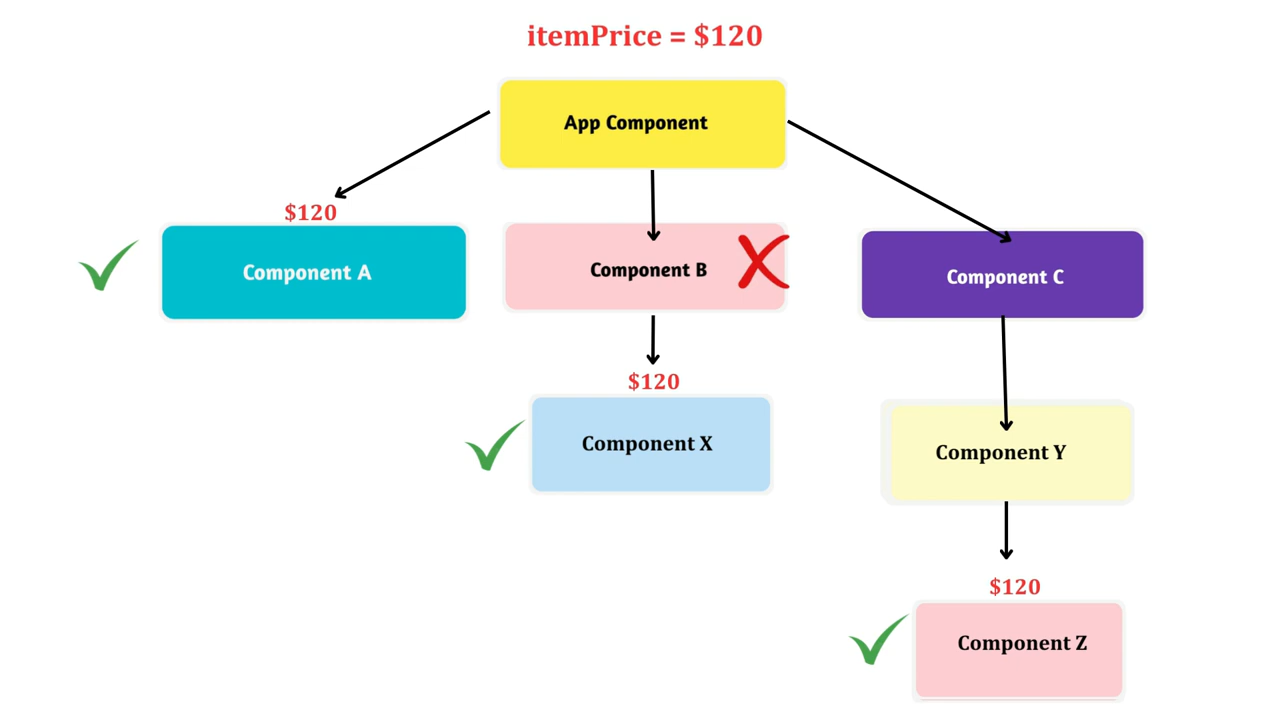 itemPrice = $120
App Component
$120
Component A
Component B
Component C
$120
Component X
Component Y
$120
Component Z